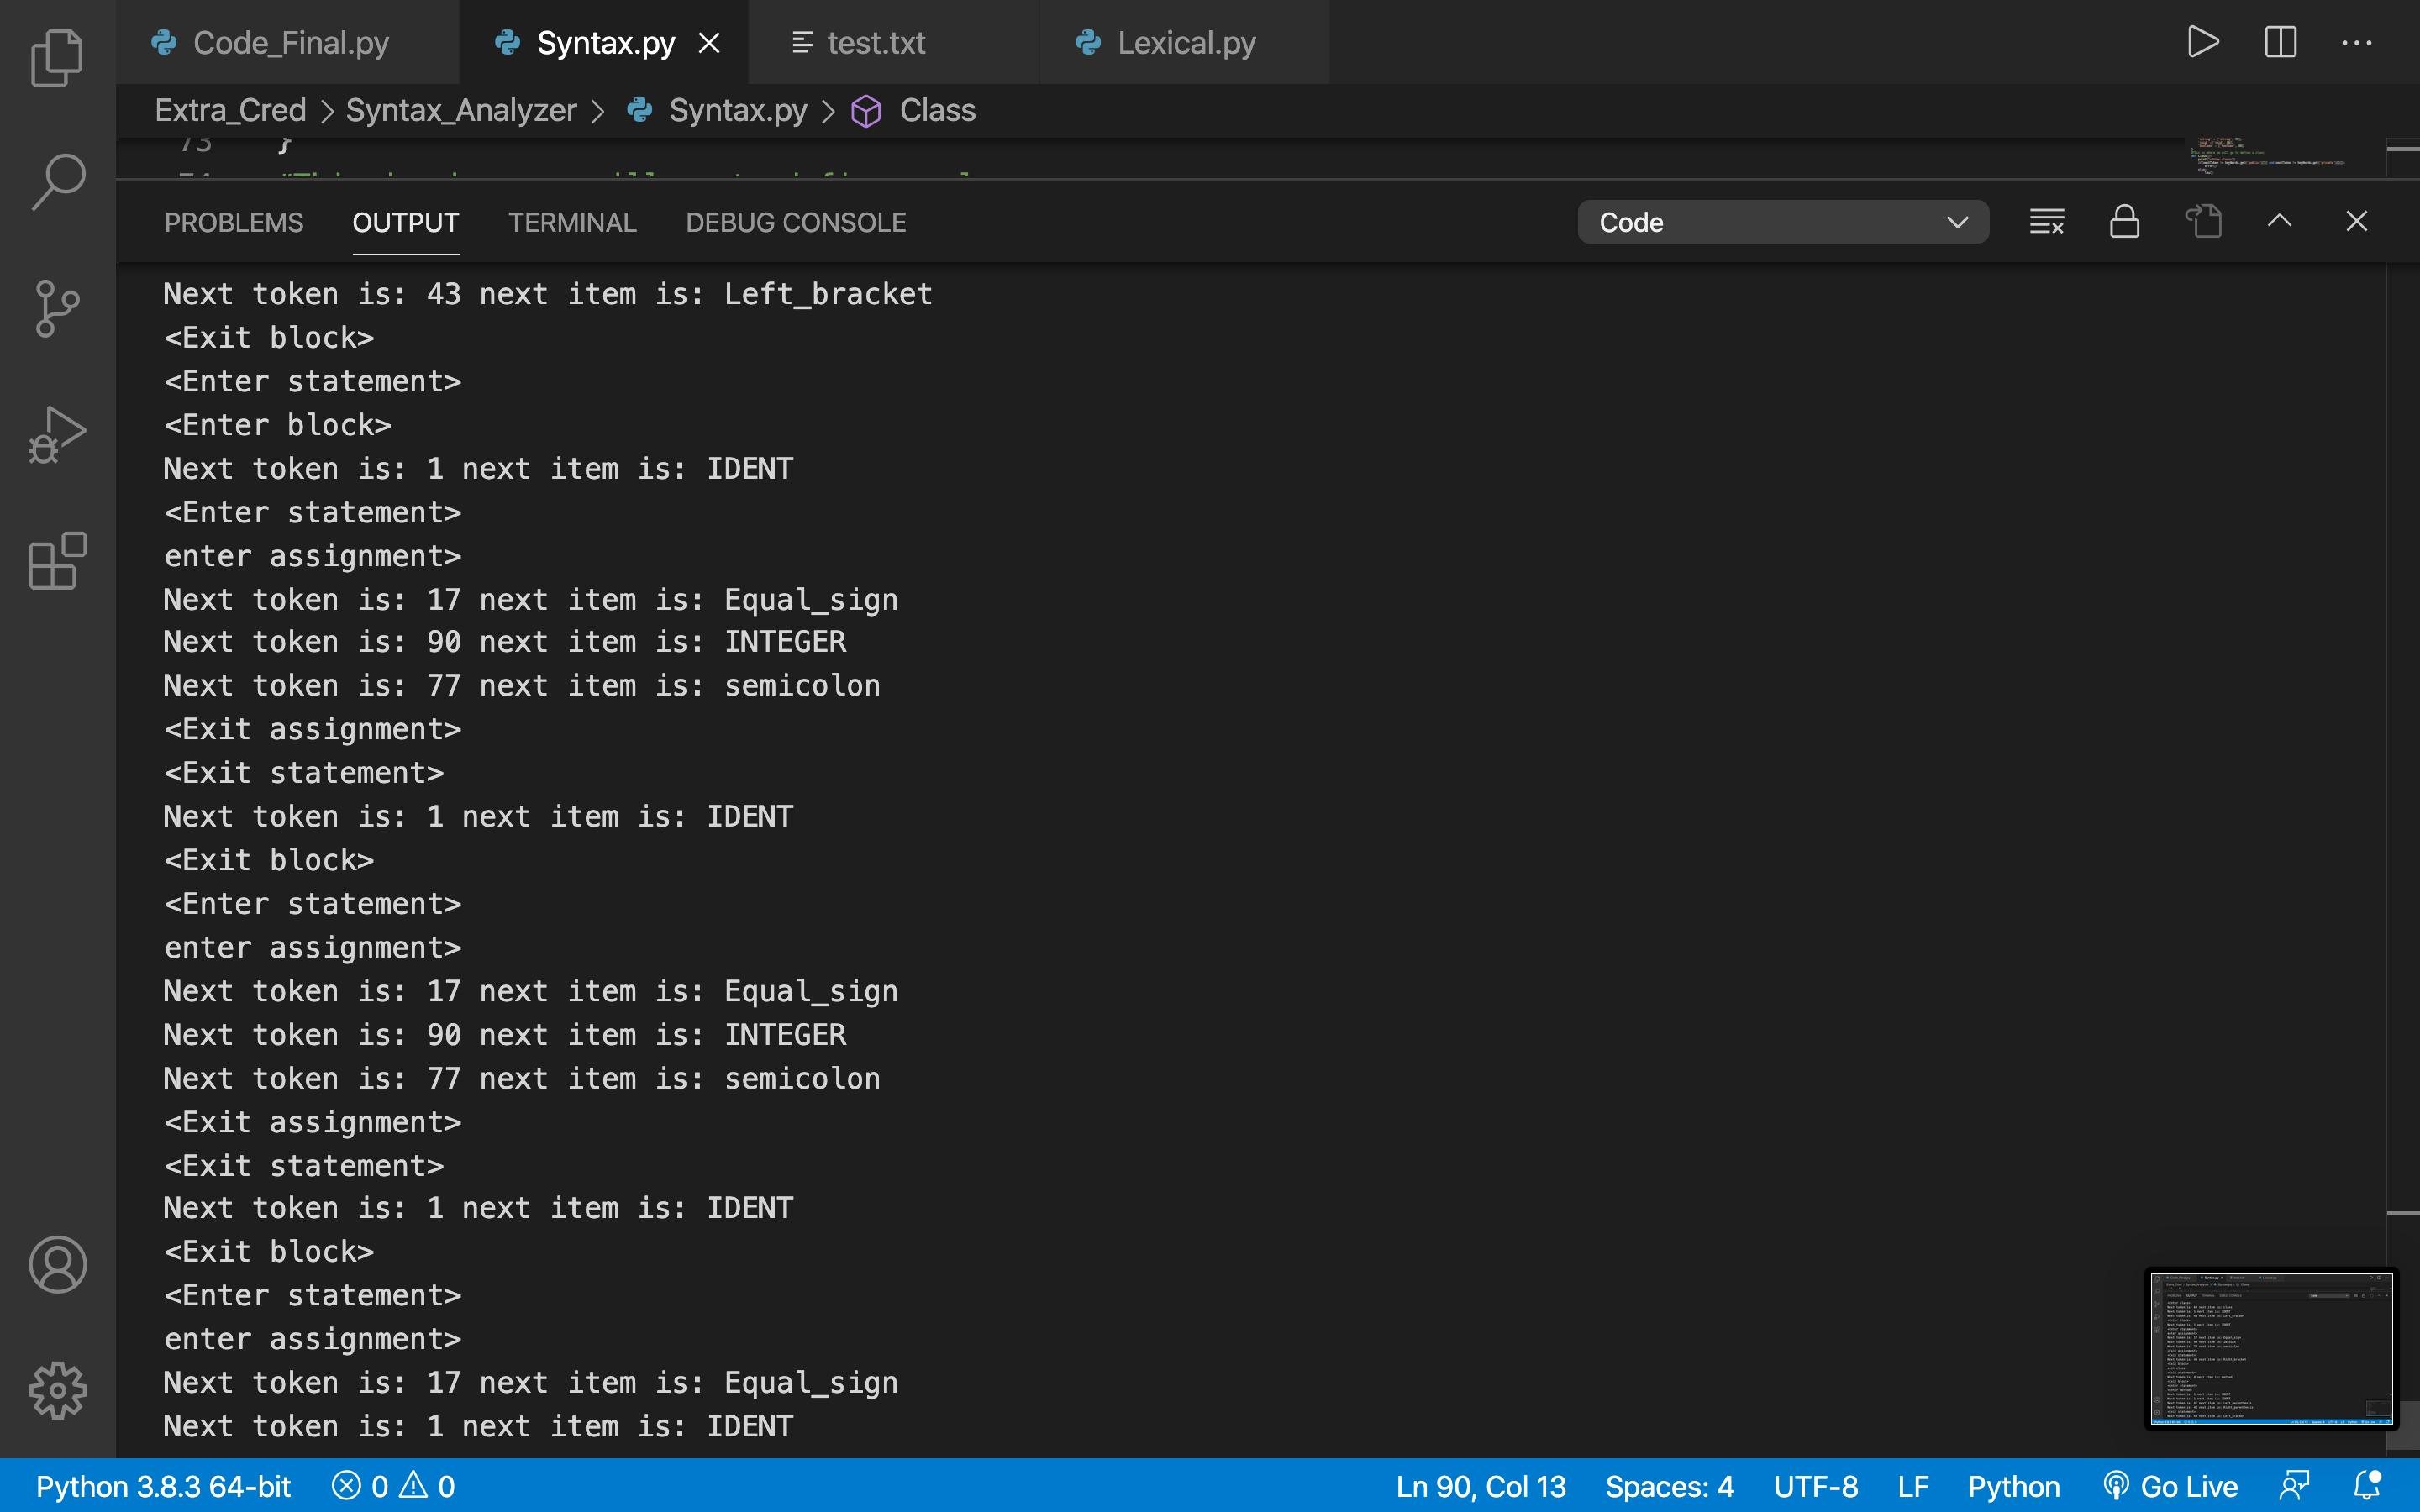 Code_Final.py Syntax.py test.txt Lexical.py
Extra_Cred > Syntax_Analyzer > Syntax.py > Class
73 }
PROBLEMS OUTPUT TERMINAL DEBUG CONSOLE Code
Next token is: 43 next item is: Left_bracket
<Exit block>
<Enter statement>
<Enter block>
Next token is: 1 next item is: IDENT
<Enter statement>
enter assignment>
Next token is: 17 next item is: Equal_sign
Next token is: 90 next item is: INTEGER
Next token is: 77 next item is: semicolon
<Exit assignment>
<Exit statement>
Next token is: 1 next item is: IDENT
<Exit block>
<Enter statement>
enter assignment>
Next token is: 17 next item is: Equal_sign
Next token is: 90 next item is: INTEGER
Next token is: 77 next item is: semicolon
<Exit assignment>
<Exit statement>
Next token is: 1 next item is: IDENT
<Exit block>
<Enter statement>
enter assignment>
Next token is: 17 next item is: Equal_sign
Next token is: 1 next item is: IDENT
Python 3.8.3 64-bit 0 0 Ln 90, Col 13 Spaces: 4 UTF-8 LF Python Go Live